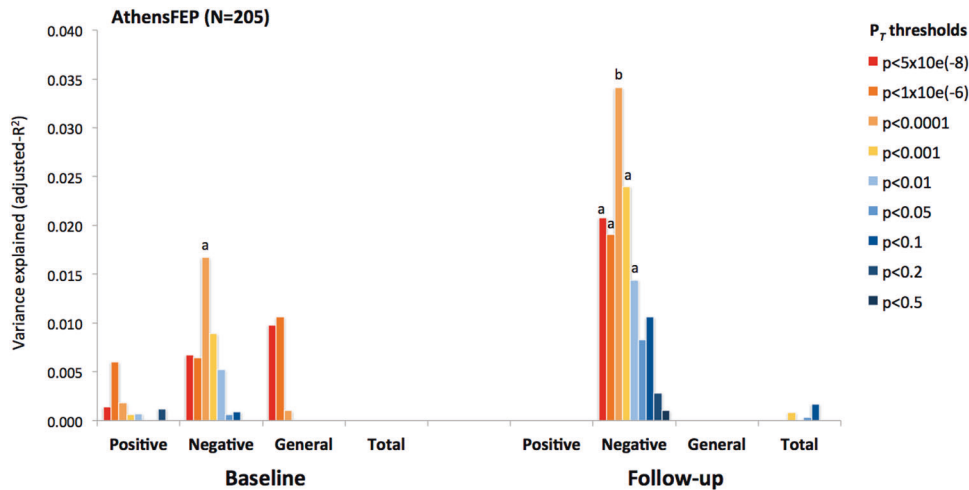 AthensFEP (N=205)
Variance explained (adjusted-R²)
0.040
0.035
0.030
0.025
0.020
0.015
0.010
0.005
0.000
a
a
a
b
a
a
Positive Negative General Total Positive Negative General Total
Baseline Follow-up
P_T thresholds
p<5x10e(-8)
p<1x10e(-6)
p<0.0001
p<0.001
p<0.01
p<0.05
p<0.1
p<0.2
p<0.5